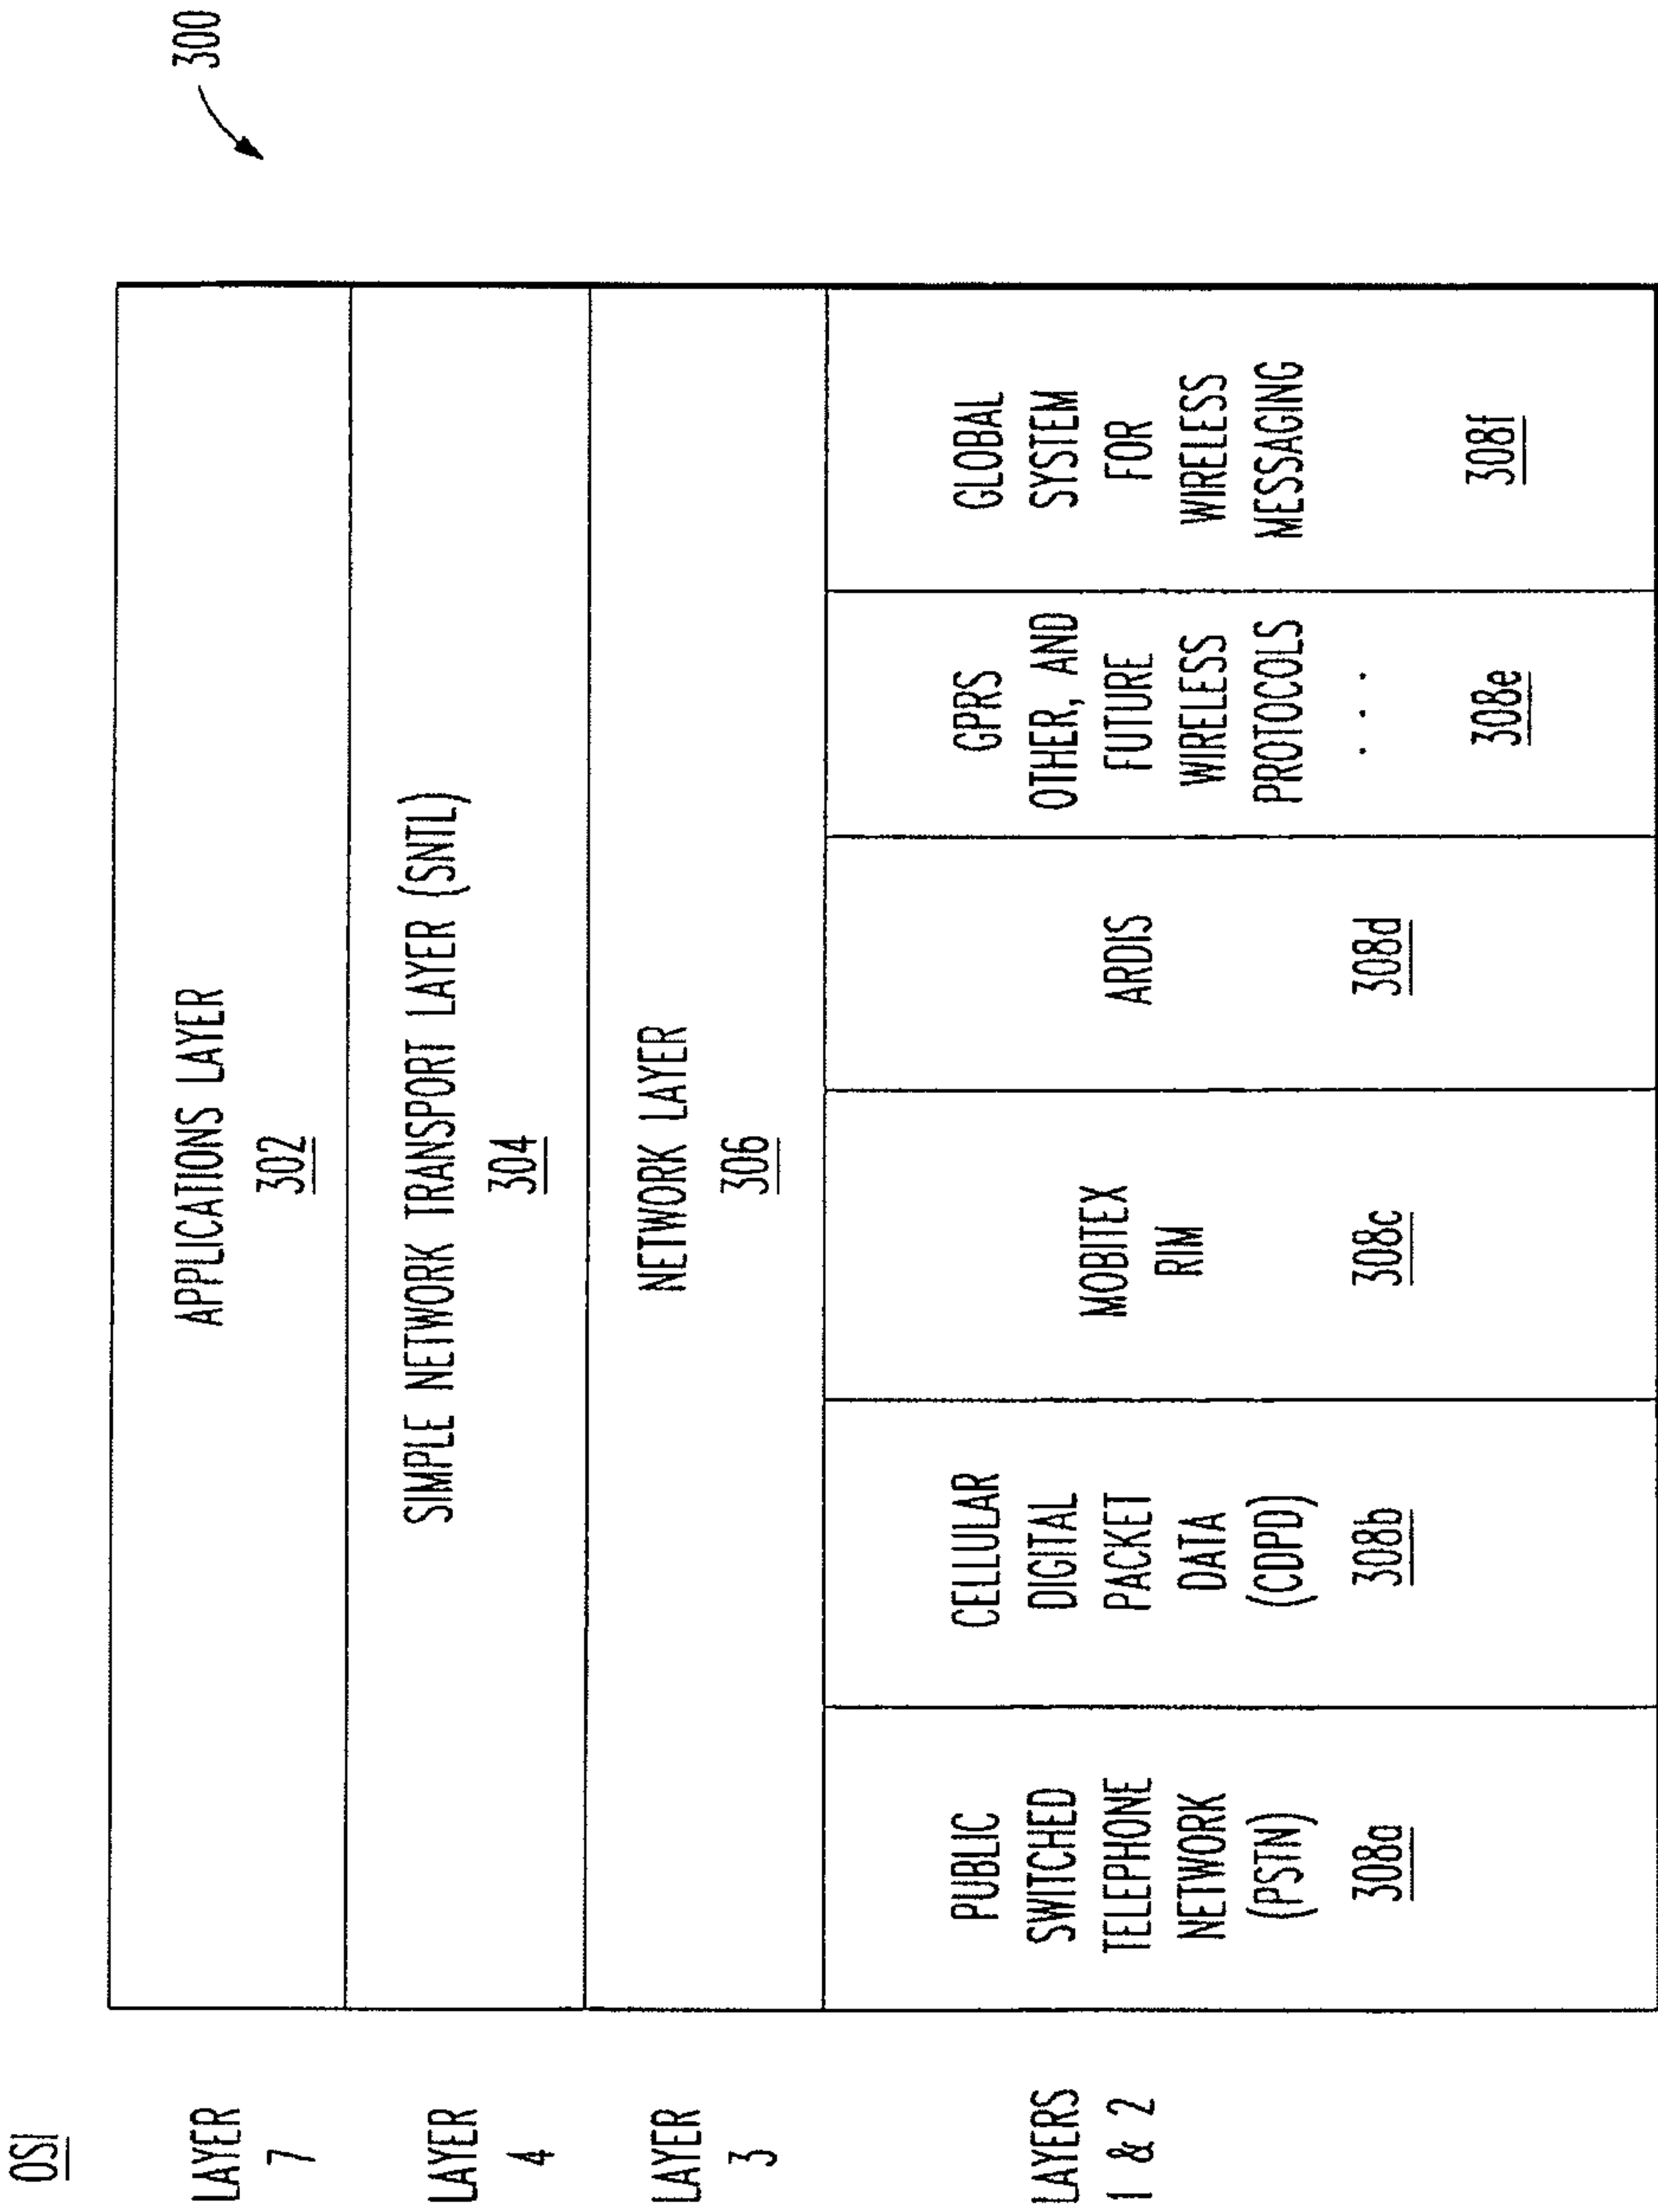 300
OSI
LAYER
7
APPLICATIONS LAYER
302
LAYER
4
SIMPLE NETWORK TRANSPORT LAYER (SNTL)
304
LAYER
3
NETWORK LAYER
306
LAYERS
1 & 2
PUBLIC
SWITCHED
TELEPHONE
NETWORK
(PSTN)
308a
CELLULAR
DIGITAL
PACKET
DATA
(CDPD)
308b
MOBITEX
RIM
308c
ARDIS
308d
GPRS
OTHER, AND
FUTURE
WIRELESS
PROTOCOLS
. . .
308e
GLOBAL
SYSTEM
FOR
WIRELESS
MESSAGING
308f